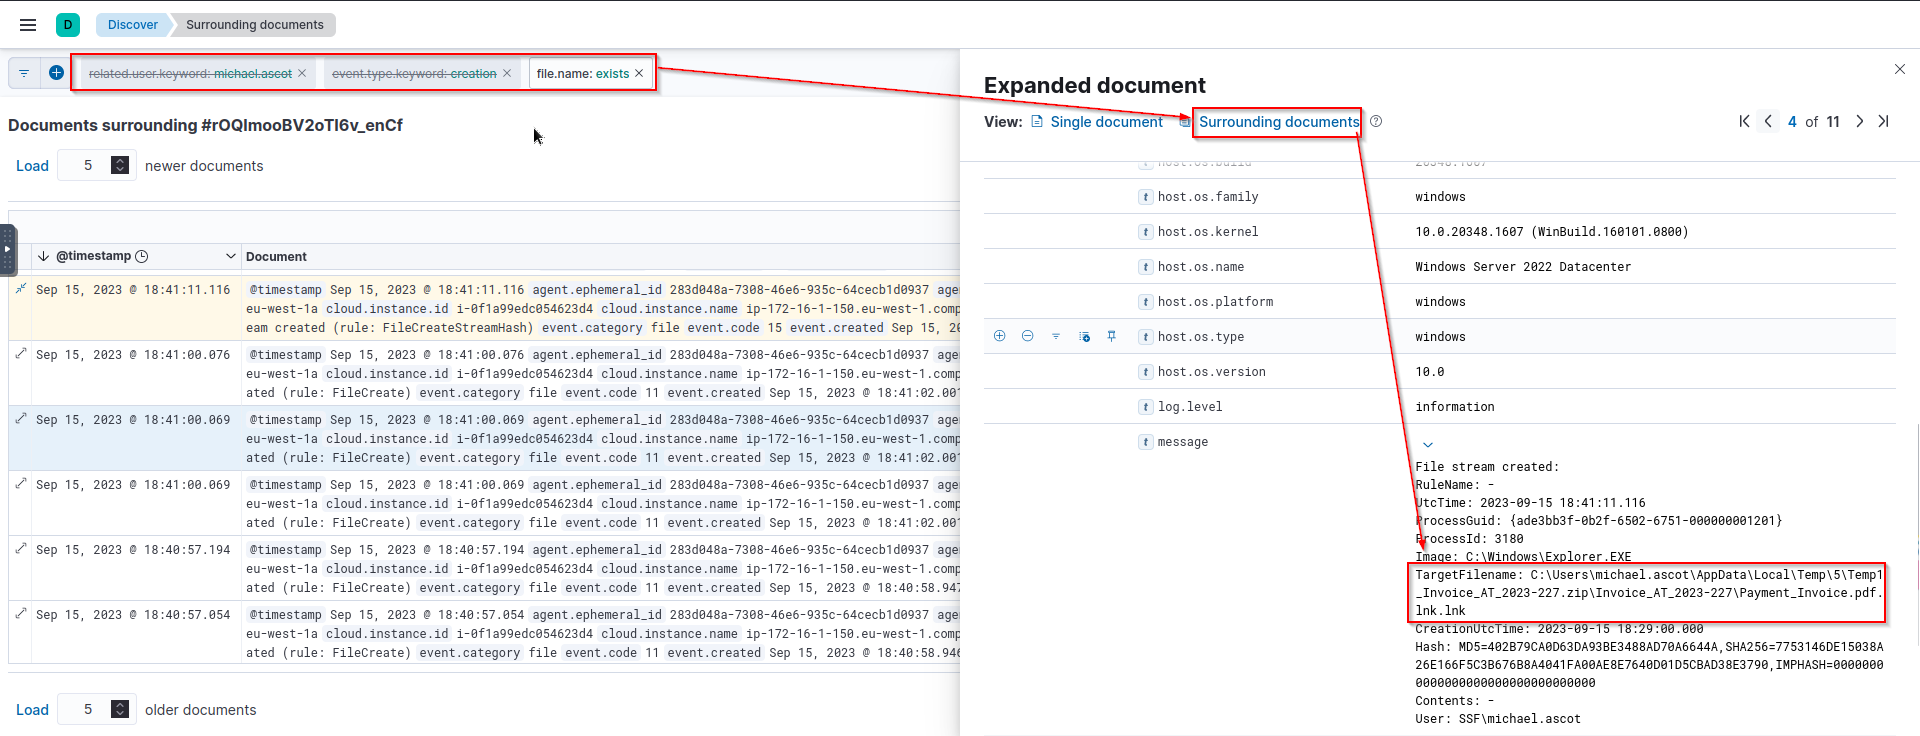 D Discover Surrounding documents
related.user.keyword: michael.ascot × event.type.keyword: creation × file.name: exists ×
Documents surrounding #rOQlmooBV2oTl6v_enCf
Load 5 newer documents
@timestamp Document
Sep 15, 2023 @ 18:41:11.116 @timestamp Sep 15, 2023 @ 18:41:11.116 agent.ephemeral_id 283d048a-7308-46e6-935c-64cecb1d0937 age
eu-west-1a cloud.instance.id i-0f1a99edc054623d4 cloud.instance.name ip-172-16-1-150.eu-west-1.comp
eam created (rule: FileCreateStreamHash) event.category file event.code 15 event.created Sep 15, 20
Sep 15, 2023 @ 18:41:00.076 @timestamp Sep 15, 2023 @ 18:41:00.076 agent.ephemeral_id 283d048a-7308-46e6-935c-64cecb1d0937 age
eu-west-1a cloud.instance.id i-0f1a99edc054623d4 cloud.instance.name ip-172-16-1-150.eu-west-1.comp
ated (rule: FileCreate) event.category file event.code 11 event.created Sep 15, 2023 @ 18:41:02.001
Sep 15, 2023 @ 18:41:00.069 @timestamp Sep 15, 2023 @ 18:41:00.069 agent.ephemeral_id 283d048a-7308-46e6-935c-64cecb1d0937 age
eu-west-1a cloud.instance.id i-0f1a99edc054623d4 cloud.instance.name ip-172-16-1-150.eu-west-1.comp
ated (rule: FileCreate) event.category file event.code 11 event.created Sep 15, 2023 @ 18:41:02.001
Sep 15, 2023 @ 18:41:00.069 @timestamp Sep 15, 2023 @ 18:41:00.069 agent.ephemeral_id 283d048a-7308-46e6-935c-64cecb1d0937 age
eu-west-1a cloud.instance.id i-0f1a99edc054623d4 cloud.instance.name ip-172-16-1-150.eu-west-1.comp
ated (rule: FileCreate) event.category file event.code 11 event.created Sep 15, 2023 @ 18:41:02.001
Sep 15, 2023 @ 18:40:57.194 @timestamp Sep 15, 2023 @ 18:40:57.194 agent.ephemeral_id 283d048a-7308-46e6-935c-64cecb1d0937 age
eu-west-1a cloud.instance.id i-0f1a99edc054623d4 cloud.instance.name ip-172-16-1-150.eu-west-1.comp
ated (rule: FileCreate) event.category file event.code 11 event.created Sep 15, 2023 @ 18:40:58.947
Sep 15, 2023 @ 18:40:57.054 @timestamp Sep 15, 2023 @ 18:40:57.054 agent.ephemeral_id 283d048a-7308-46e6-935c-64cecb1d0937 age
eu-west-1a cloud.instance.id i-0f1a99edc054623d4 cloud.instance.name ip-172-16-1-150.eu-west-1.comp
ated (rule: FileCreate) event.category file event.code 11 event.created Sep 15, 2023 @ 18:40:58.946
Load 5 older documents
Expanded document
View: Single document Surrounding documents 4 of 11
host.os.build 20348.1607
t host.os.family windows
t host.os.kernel 10.0.20348.1607 (WinBuild.160101.0800)
t host.os.name Windows Server 2022 Datacenter
t host.os.platform windows
t host.os.type windows
t host.os.version 10.0
t log.level information
t message
File stream created:
RuleName: -
UtcTime: 2023-09-15 18:41:11.116
ProcessGuid: {ade3bb3f-0b2f-6502-6751-000000001201}
ProcessId: 3180
Image: C:\Windows\Explorer.EXE
TargetFilename: C:\Users\michael.ascot\AppData\Local\Temp\5\Temp1
_Invoice_AT_2023-227.zip\Invoice_AT_2023-227\Payment_Invoice.pdf.
lnk.lnk
CreationUtcTime: 2023-09-15 18:29:00.000
Hash: MD5=402B79CA0D63DA93BE3488AD70A6644A,SHA256=7753146DE15038A
26E166F5C3B676B8A4041FA00AE8E7640D01D5CBAD38E3790,IMPHASH=0000000
0000000000000000000000000
Contents: -
User: SSF\michael.ascot